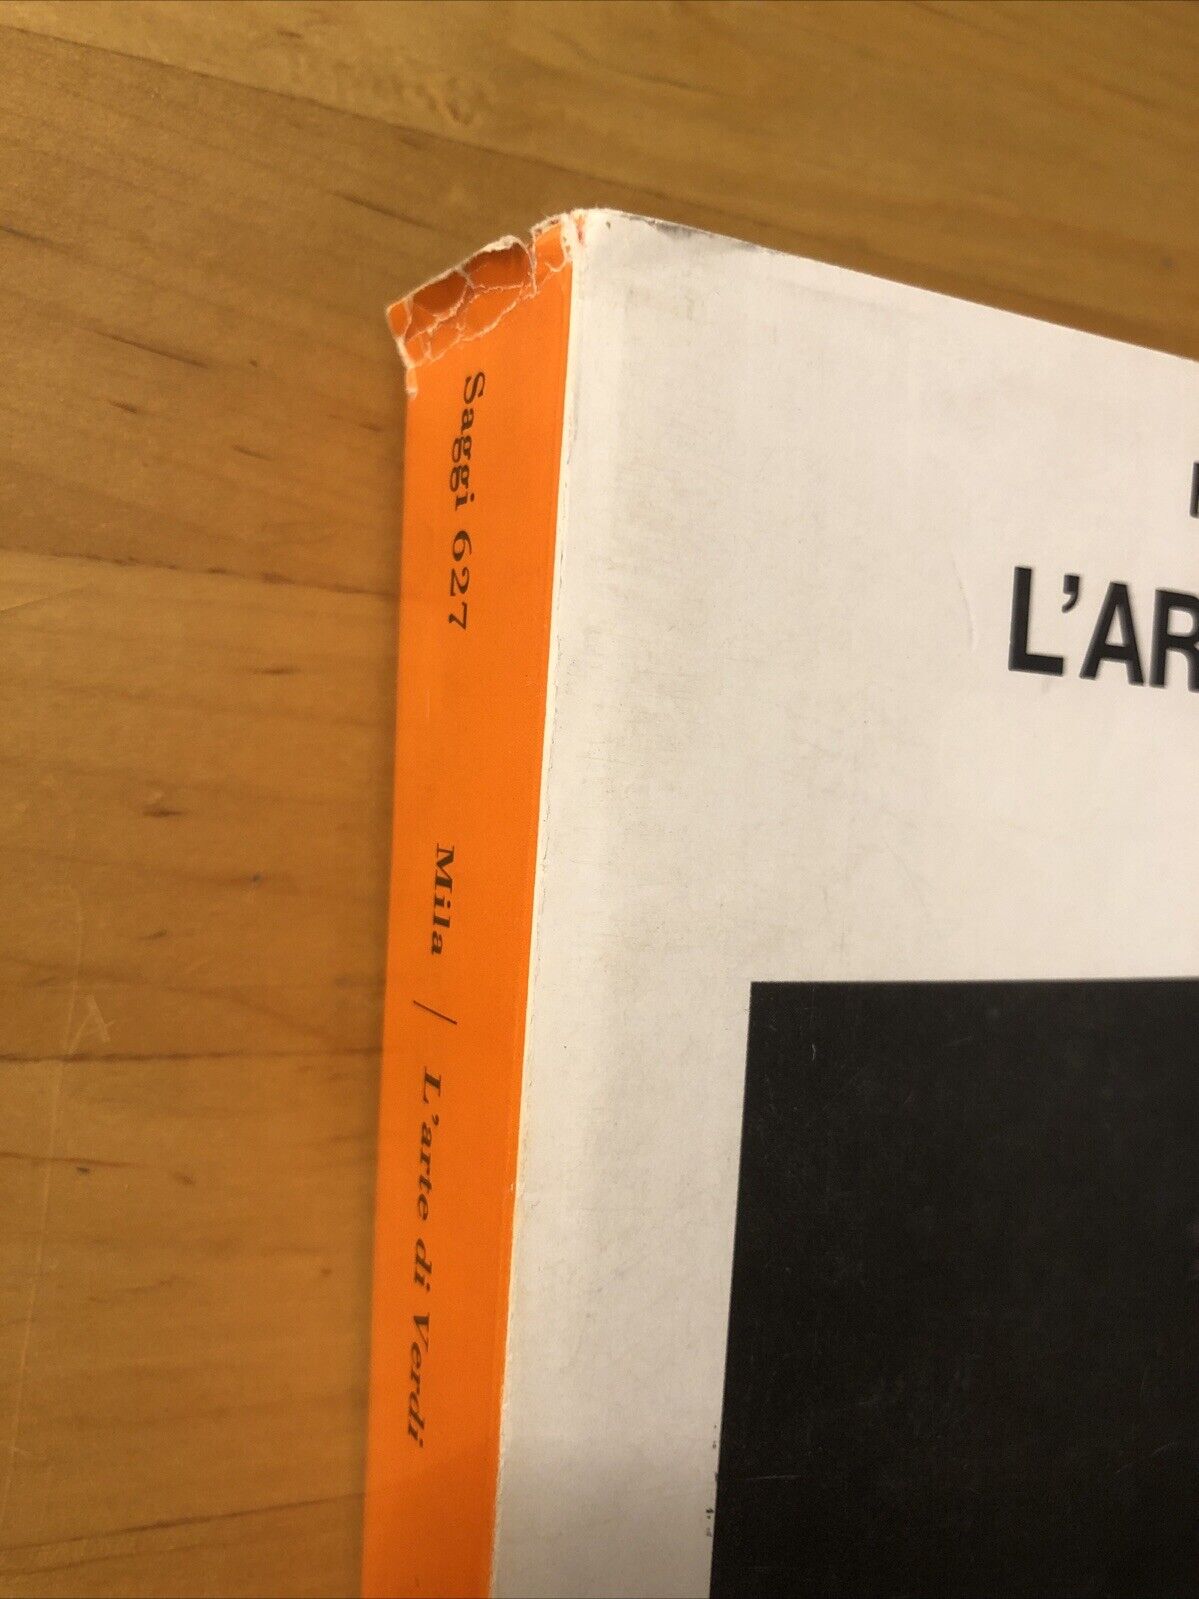 Saggi 627
Mila / L'arte di Verdi
L'AR